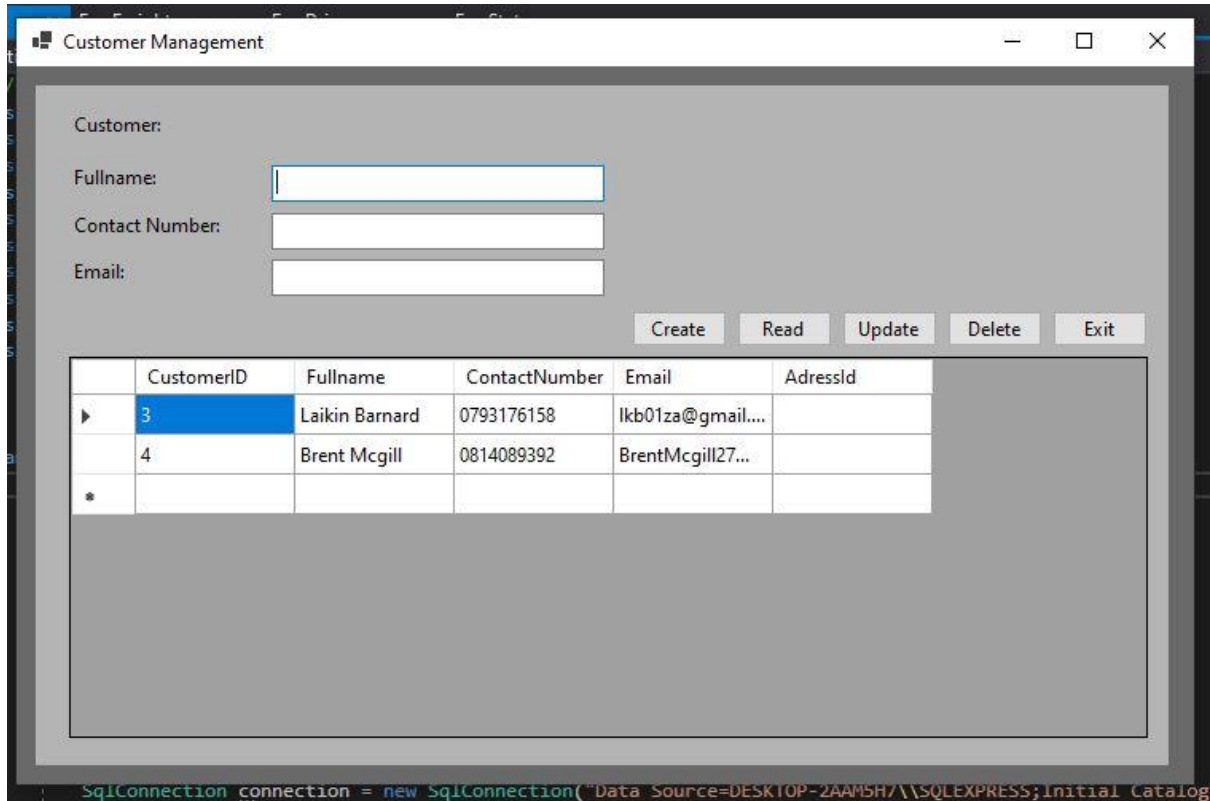 Customer Management
Customer:
Fullname:
Contact Number:
Email:
Create Read Update Delete Exit
CustomerID Fullname ContactNumber Email AdressId
3 Laikin Barnard 0793176158 lkb01za@gmail....
4 Brent Mcgill 0814089392 BrentMcgill27...
SqlConnection connection = new SqlConnection("Data Source=DESKTOP-2AAM5H7\\SQLEXPRESS;Initial Catalog